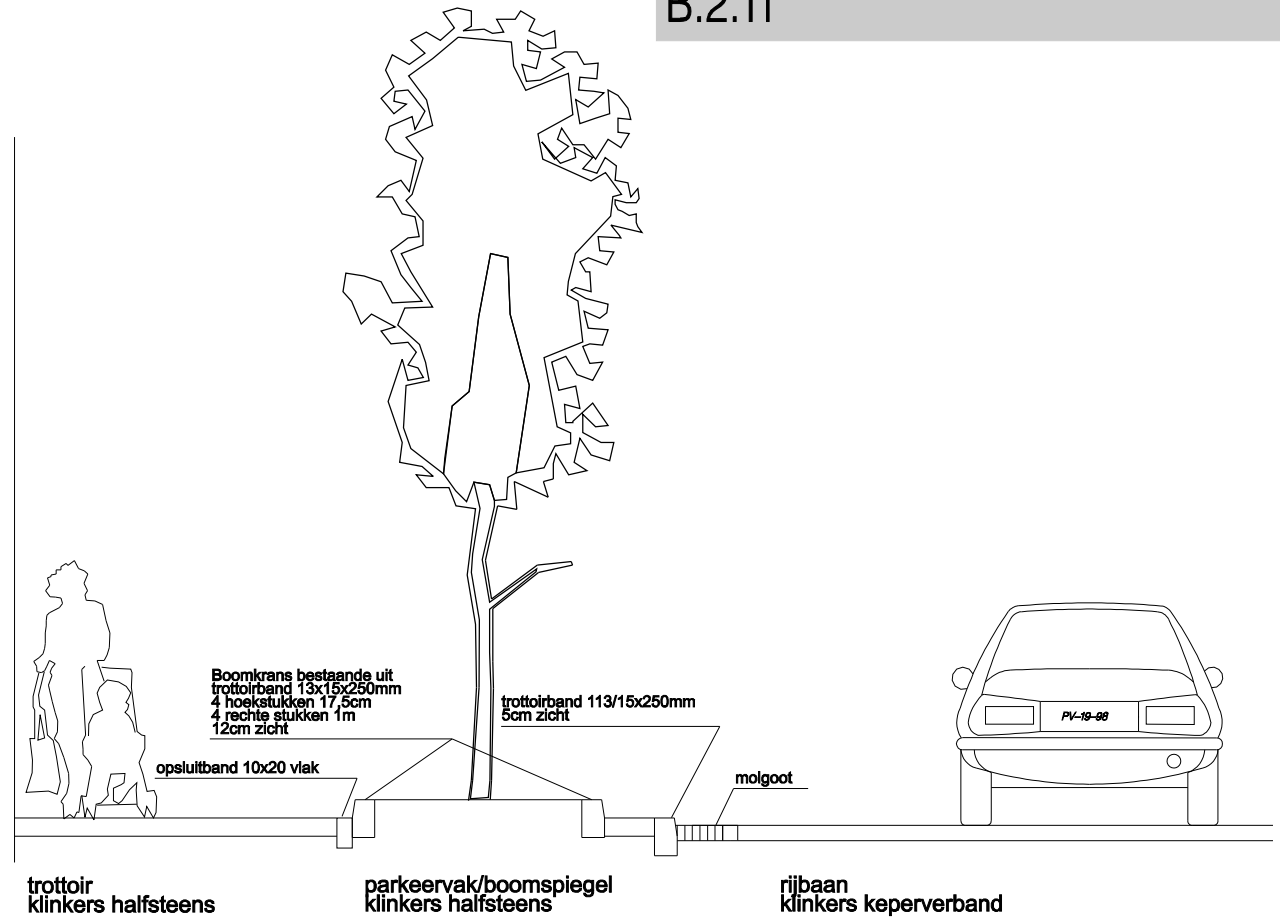 B.2.11
Boomkrans bestaande uit
trottoirband 13x15x250mm
4 hoekstukken 17,5cm
4 rechte stukken 1m
12cm zicht
trottoirband 113/15x250mm
5cm zicht
opsluitband 10x20 vlak
molgoot
PV-19-98
trottoir
klinkers halfsteens
parkeervak/boomspiegel
klinkers halfsteens
rijbaan
klinkers keperverband